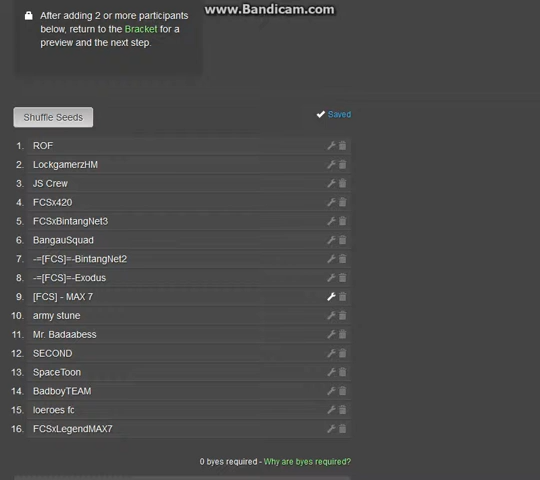 www.Bandicam.com
After adding 2 or more participants
below, return to the Bracket for a
preview and the next step.
Shuffle Seeds
Saved
1. ROF
2. LockgamerzHM
3. JS Crew
4. FCSx420
5. FCSxBintangNet3
6. BangauSquad
7. -=[FCS]=-BintangNet2
8. -=[FCS]=-Exodus
9. [FCS] - MAX 7
10. army stune
11. Mr. Badaabess
12. SECOND
13. SpaceToon
14. BadboyTEAM
15. loeroes fc
16. FCSxLegendMAX7
0 byes required - Why are byes required?